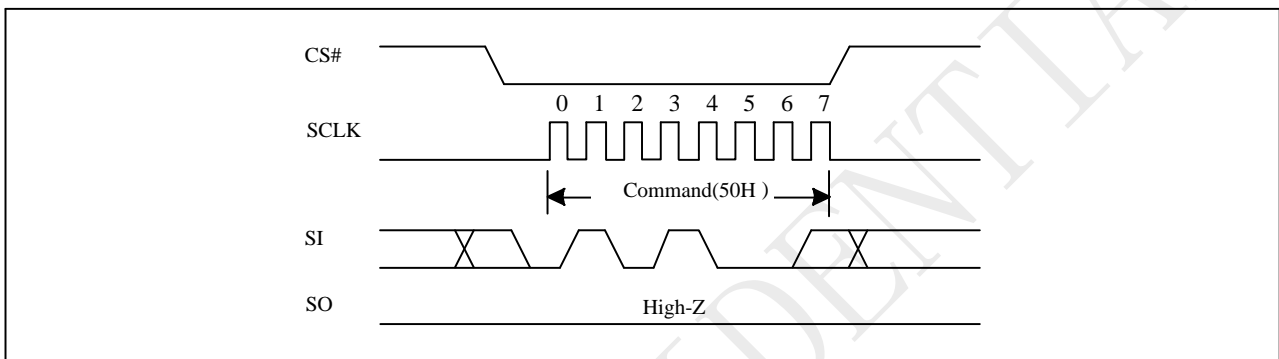 CS#
0 1 2 3 4 5 6 7
SCLK
Command(50H )
SI
SO High-Z